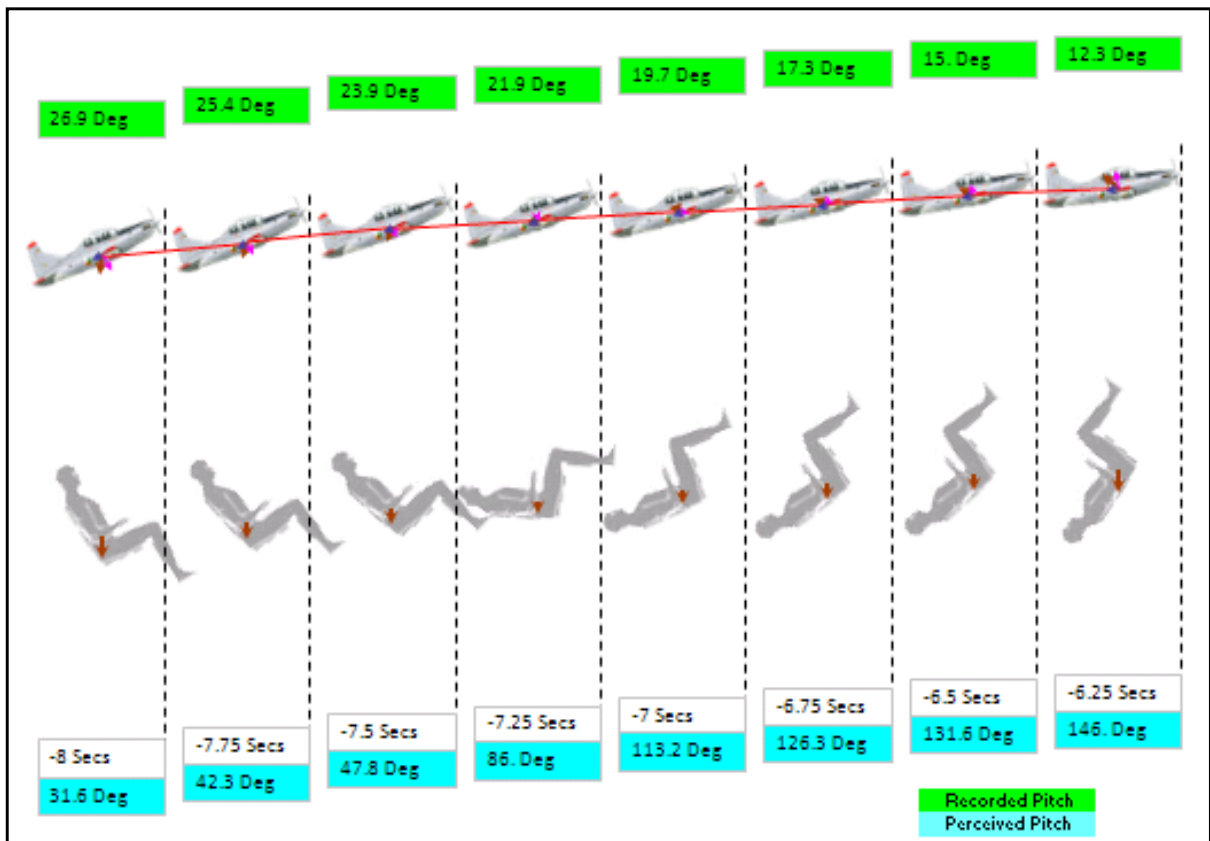 26.9 Deg
25.4 Deg
23.9 Deg
21.9 Deg
19.7 Deg
17.3 Deg
15. Deg
12.3 Deg
-8 Secs
-7.75 Secs
-7.5 Secs
-7.25 Secs
-7 Secs
-6.75 Secs
-6.5 Secs
-6.25 Secs
31.6 Deg
42.3 Deg
47.8 Deg
86. Deg
113.2 Deg
126.3 Deg
131.6 Deg
146. Deg
Recorded Pitch
Perceived Pitch